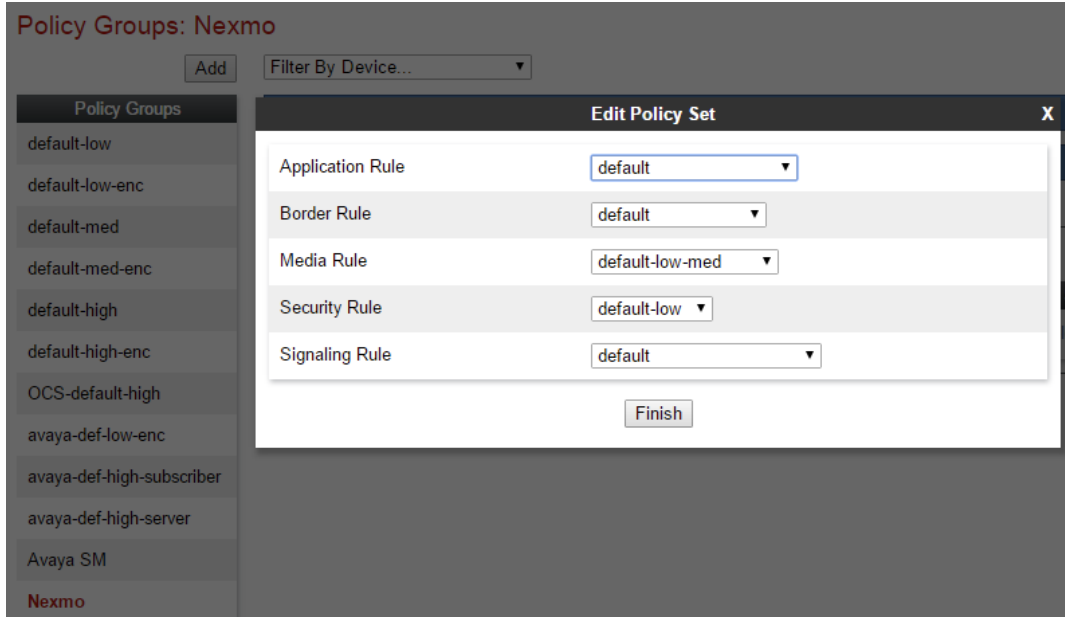 Policy Groups: Nexmo
Add
Filter By Device...
Policy Groups
default-low
default-low-enc
default-med
default-med-enc
default-high
default-high-enc
OCS-default-high
avaya-def-low-enc
avaya-def-high-subscriber
avaya-def-high-server
Avaya SM
Nexmo
Edit Policy Set X
Application Rule default
Border Rule default
Media Rule default-low-med
Security Rule default-low
Signaling Rule default
Finish